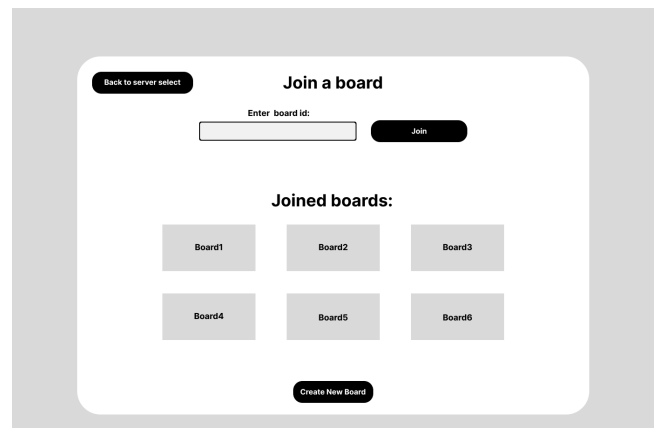 Back to server select
Join a board
Enter board id:
Join
Joined boards:
Board1
Board2
Board3
Board4
Board5
Board6
Create New Board